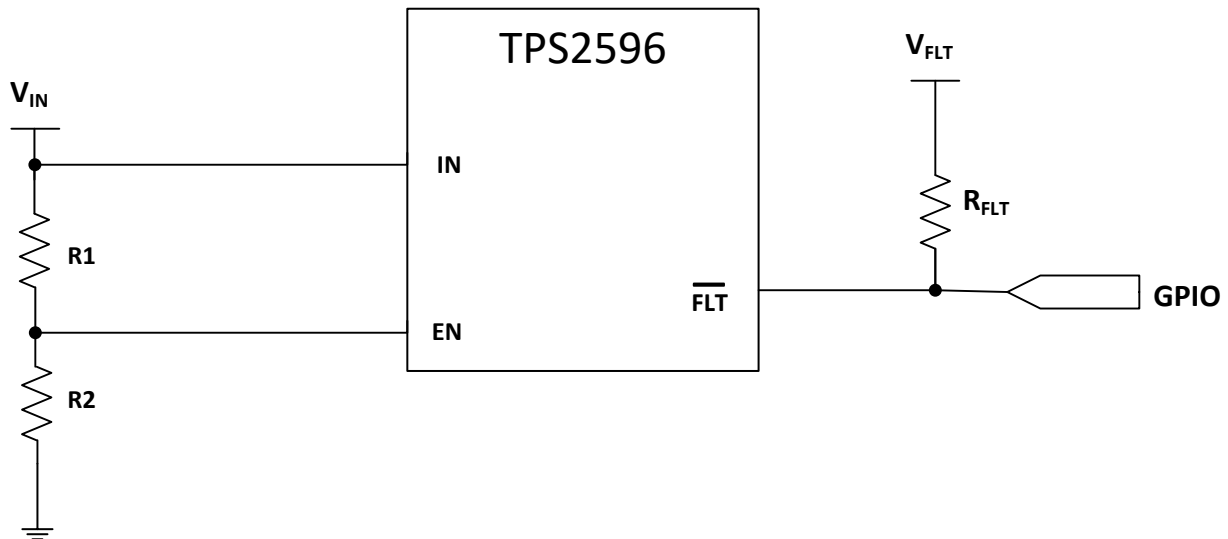 TPS2596
V_FLT
V_IN
IN
R_FLT
R1
FLT
GPIO
EN
R2